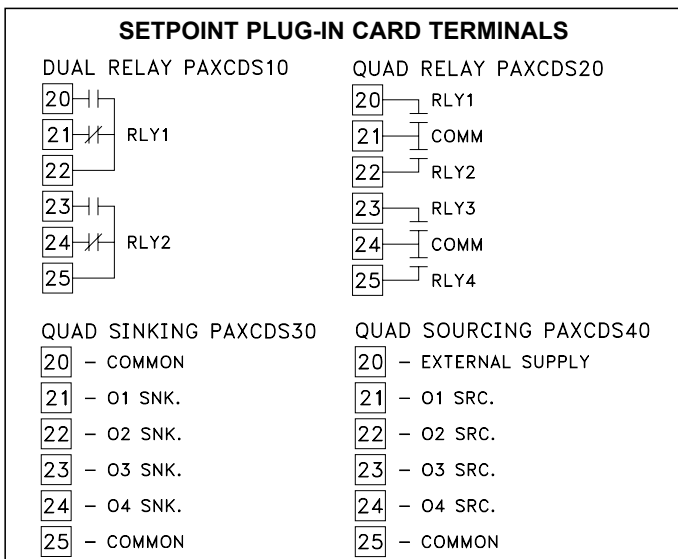 SETPOINT PLUG-IN CARD TERMINALS
DUAL RELAY PAXCDS10
20
21 RLY1
22
23
24 RLY2
25
QUAD RELAY PAXCDS20
20 RLY1
21 COMM
22 RLY2
23 RLY3
24 COMM
25 RLY4
QUAD SINKING PAXCDS30
20 – COMMON
21 – O1 SNK.
22 – O2 SNK.
23 – O3 SNK.
24 – O4 SNK.
25 – COMMON
QUAD SOURCING PAXCDS40
20 – EXTERNAL SUPPLY
21 – O1 SRC.
22 – O2 SRC.
23 – O3 SRC.
24 – O4 SRC.
25 – COMMON